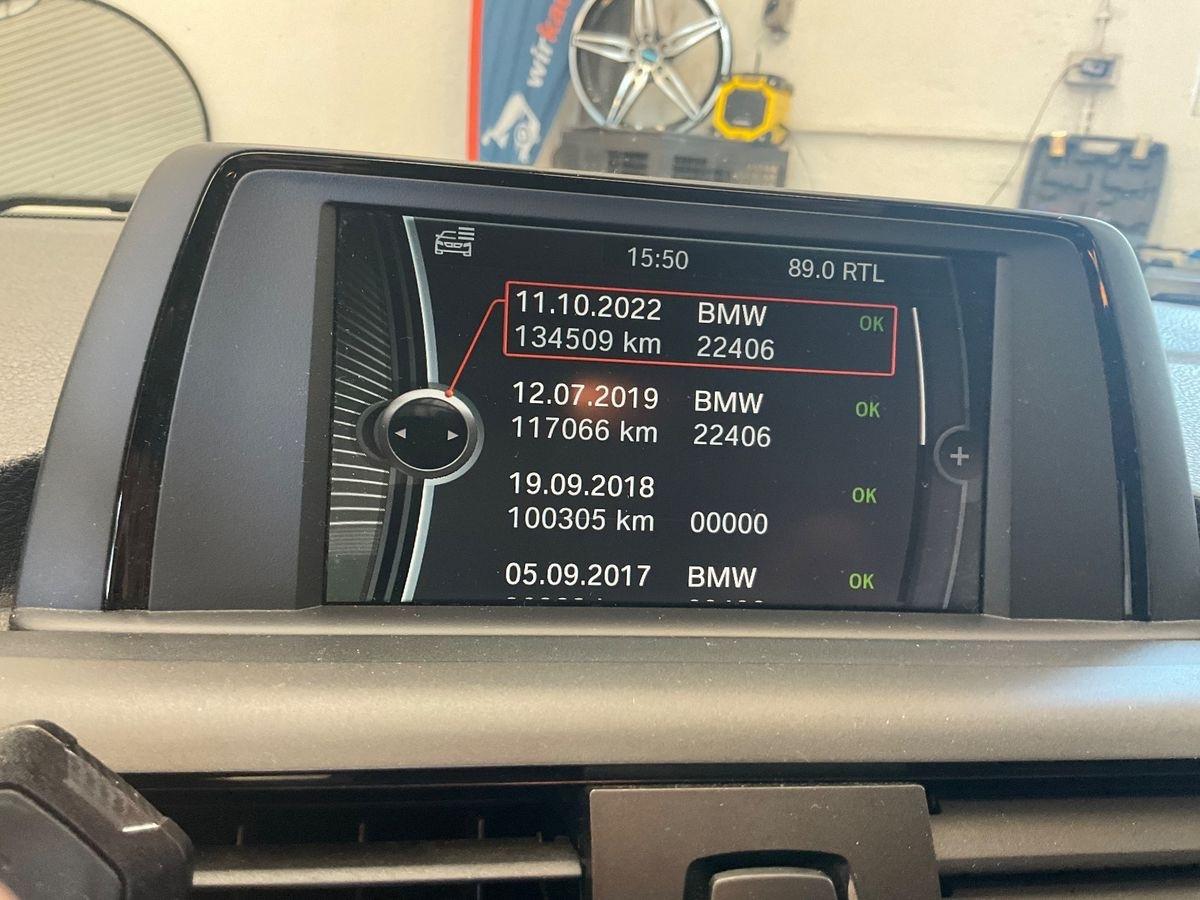 wirkau
15:50 89.0 RTL
11.10.2022 BMW OK
134509 km 22406
12.07.2019 BMW OK
117066 km 22406
19.09.2018 OK
100305 km 00000
05.09.2017 BMW OK